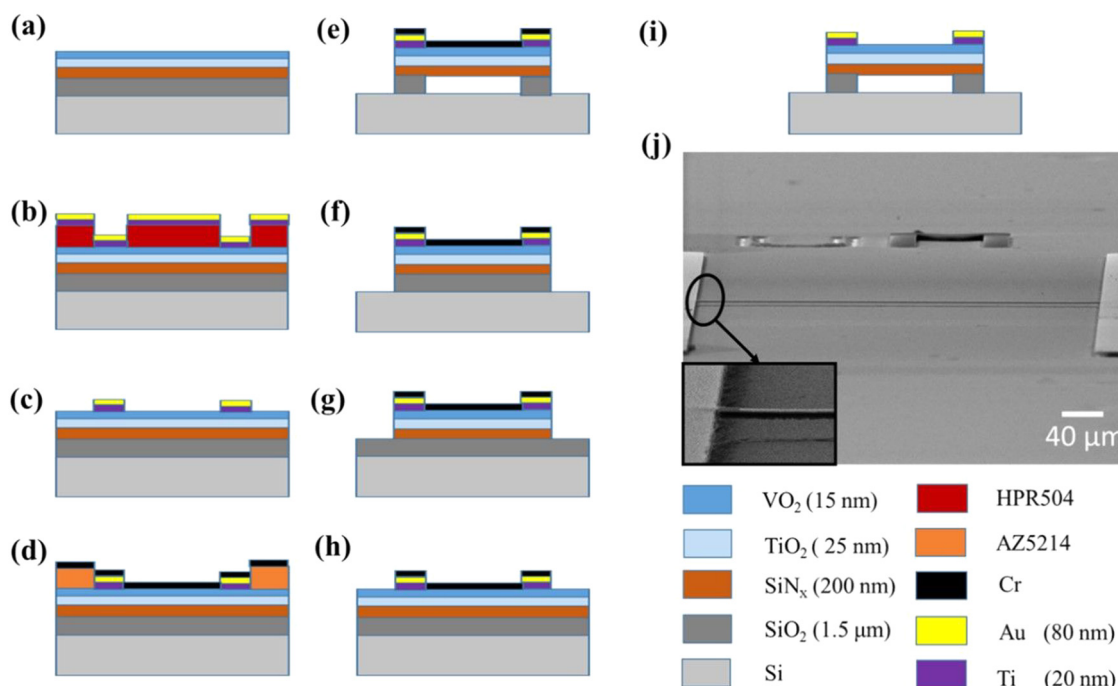 (a)
(b)
(c)
(d)
(e)
(f)
(g)
(h)
(i)
(j)
40 μm
VO₂ (15 nm)
TiO₂ ( 25 nm)
SiNₓ (200 nm)
SiO₂ (1.5 μm)
Si
HPR504
AZ5214
Cr
Au (80 nm)
Ti (20 nm)